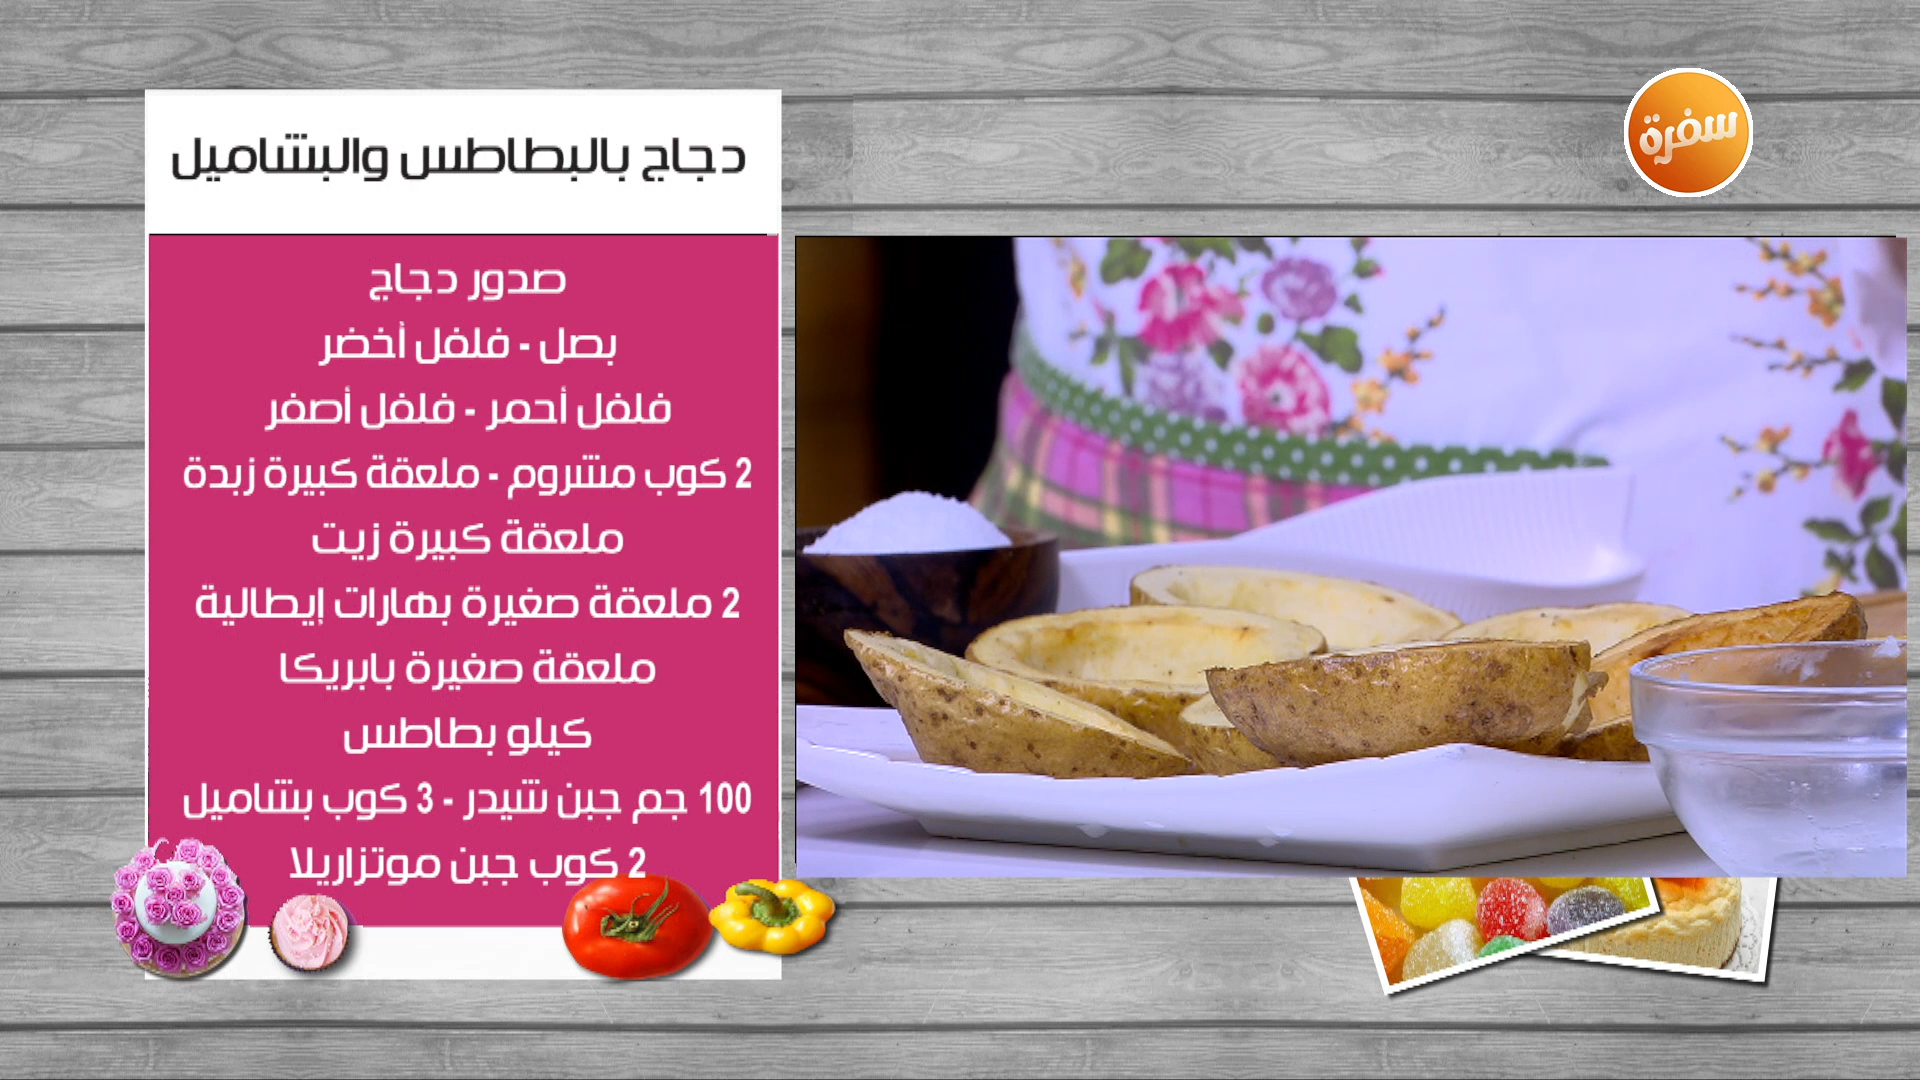 دجاج بالبطاطس والبشاميل
سفرة
صدور دجاج
بصل - فلفل أخضر
فلفل أحمر - فلفل أصفر
2 كوب مشروم - ملعقة كبيرة زبدة
ملعقة كبيرة زيت
2 ملعقة صغيرة بهارات إيطالية
ملعقة صغيرة بابريكا
كيلو بطاطس
100 جم جبن شيدر - 3 كوب بشاميل
2 كوب جبن موتزاريلا